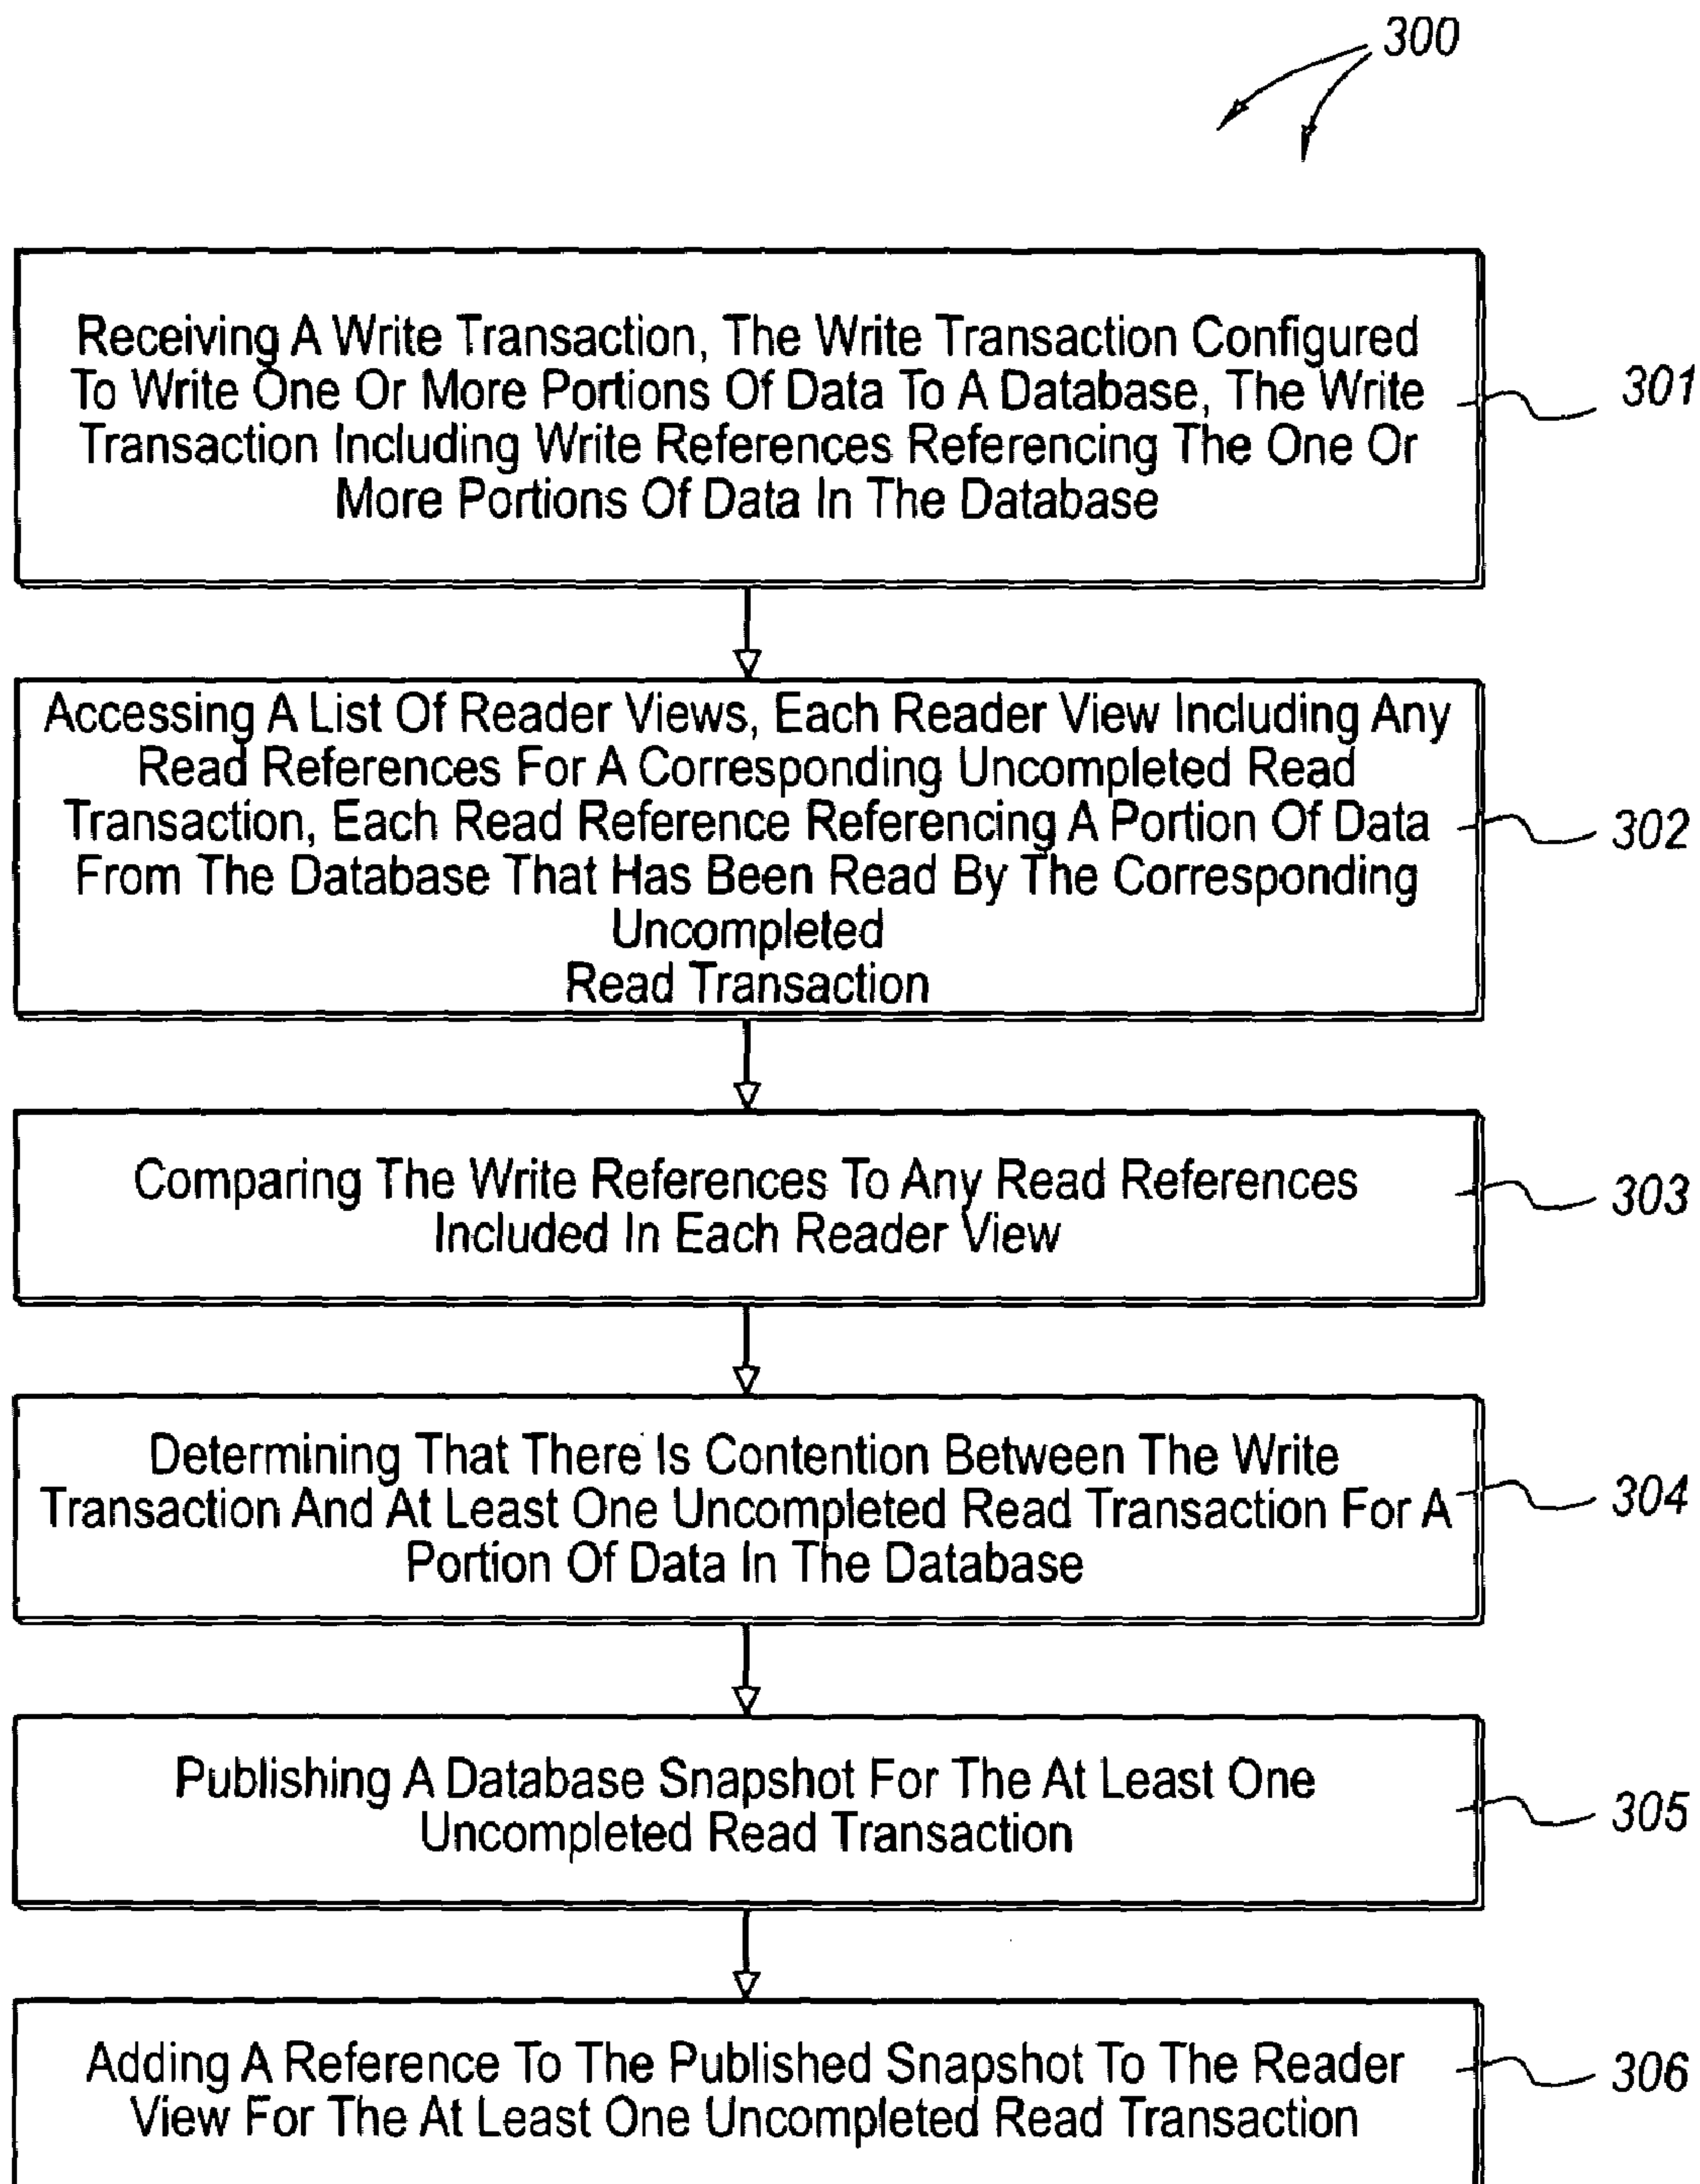 300
Receiving A Write Transaction, The Write Transaction Configured
To Write One Or More Portions Of Data To A Database, The Write
Transaction Including Write References Referencing The One Or
More Portions Of Data In The Database
301
Accessing A List Of Reader Views, Each Reader View Including Any
Read References For A Corresponding Uncompleted Read
Transaction, Each Read Reference Referencing A Portion Of Data
From The Database That Has Been Read By The Corresponding
Uncompleted
Read Transaction
302
Comparing The Write References To Any Read References
Included In Each Reader View
303
Determining That There Is Contention Between The Write
Transaction And At Least One Uncompleted Read Transaction For A
Portion Of Data In The Database
304
Publishing A Database Snapshot For The At Least One
Uncompleted Read Transaction
305
Adding A Reference To The Published Snapshot To The Reader
View For The At Least One Uncompleted Read Transaction
306